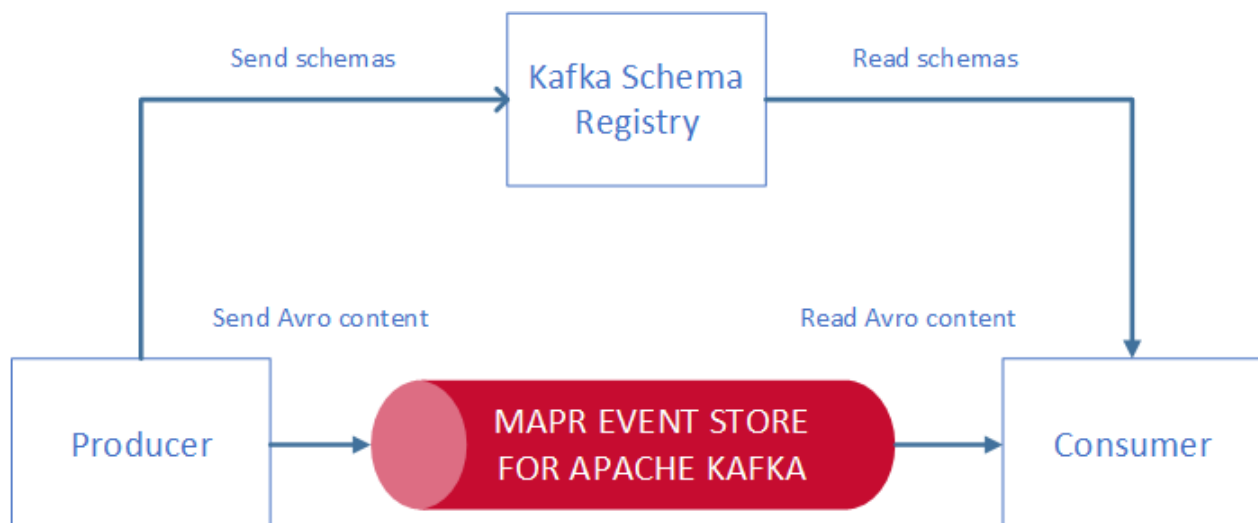 Send schemas
Kafka Schema
Registry
Read schemas
Send Avro content
Read Avro content
Producer
MAPR EVENT STORE
FOR APACHE KAFKA
Consumer